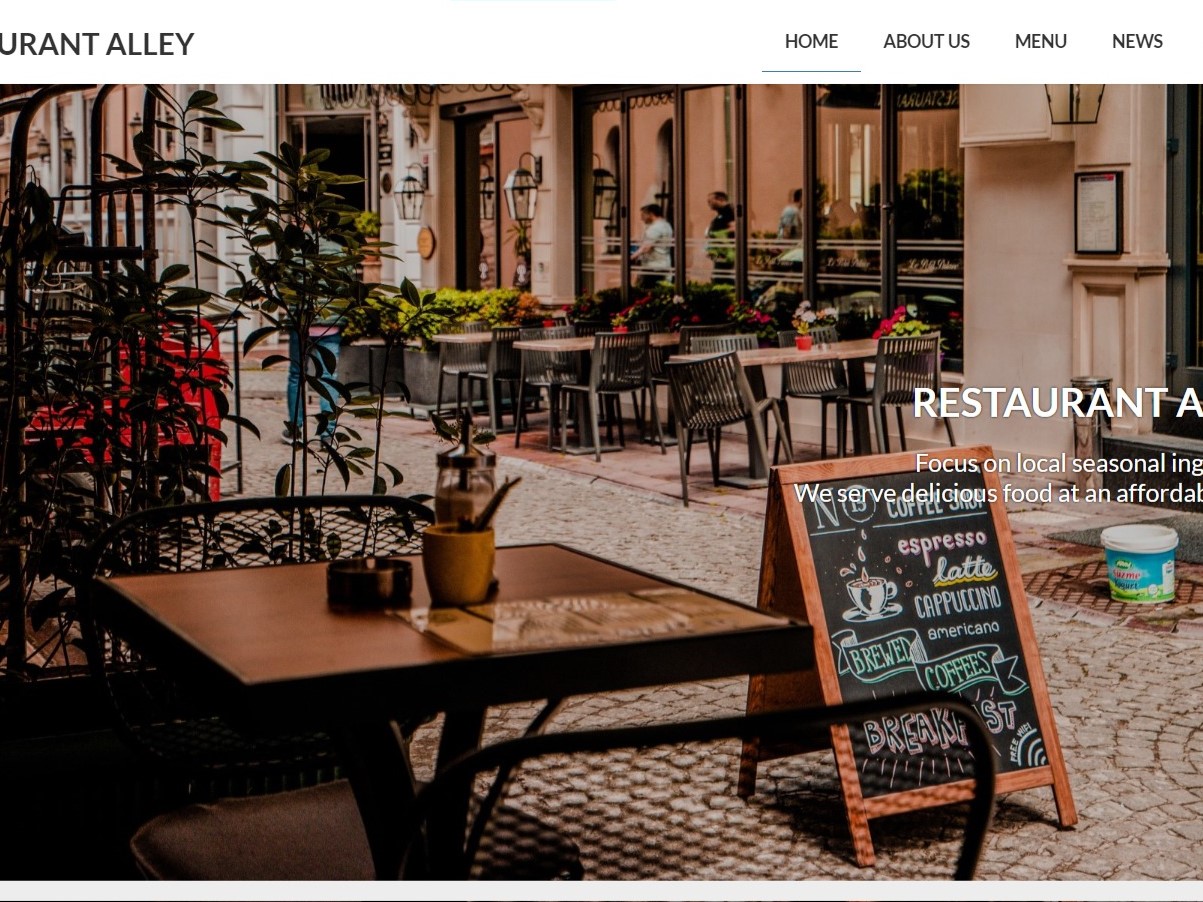 URANT ALLEY
HOME ABOUT US MENU NEWS
RESTAURANT A
Focus on local seasonal ing
We serve delicious food at an affordab
No 13 COFFEE SHOP
espresso
latte
CAPPUCCINO
americano
BREWED
COFFEES
BREAKFAST
FREE WIFI